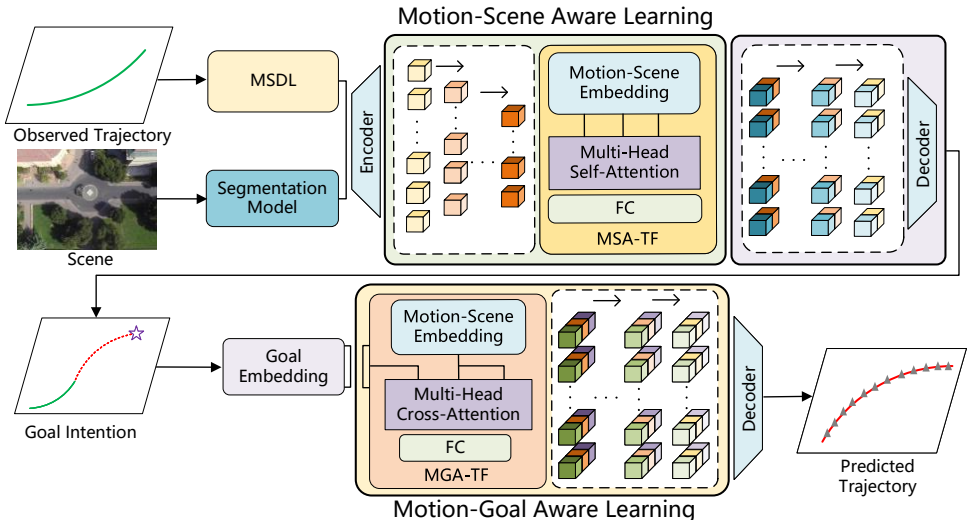 Motion-Scene Aware Learning
Observed Trajectory
MSDL
Scene
Segmentation
Model
Encoder
Motion-Scene
Embedding
Multi-Head
Self-Attention
FC
MSA-TF
Decoder
Goal Intention
Goal
Embedding
Motion-Scene
Embedding
Multi-Head
Cross-Attention
FC
MGA-TF
Decoder
Predicted
Trajectory
Motion-Goal Aware Learning